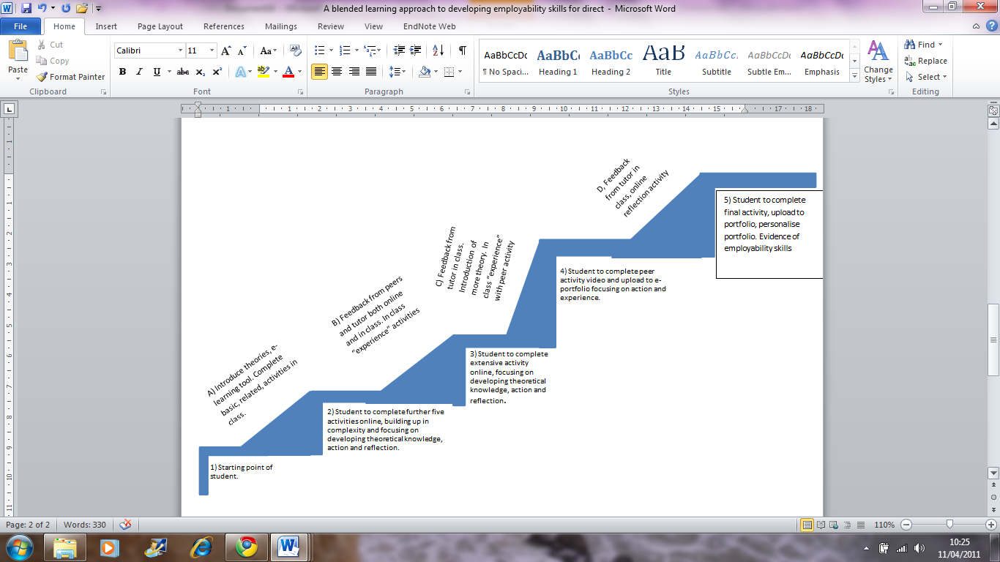 A blended learning approach to developing employability skills for direct - Microsoft Word
File Home Insert Page Layout References Mailings Review View EndNote Web
Paste
Cut
Copy
Format Painter
Clipboard
Calibri 11
Font
Paragraph
AaBbCcDc AaBbCc AaBbCc AaB AaBbCc. AaBbCcDc AaBbCcDc
¶ No Spaci... Heading 1 Heading 2 Title Subtitle Subtle Em... Emphasis
Change
Styles
Styles
Find
Replace
Select
Editing
D, Feedback
from tutor in
class, online
reflection activity
5) Student to complete
final activity, upload to
portfolio, personalise
portfolio. Evidence of
employability skills
C) Feedback from
tutor in class.
Introduction of
more theory. In
class “experience”
with peer activity
4) Student to complete peer
activity video and upload to e-
portfolio focusing on action and
experience.
B) Feedback from peers
and tutor both online
and in class. In class
“experience” activities
3) Student to complete
extensive activity
online, focusing on
developing theoretical
knowledge, action and
reflection.
A) Introduce theories, e-
learning tool. Complete
basic, related, activities in
class.
2) Student to complete further five
activities online, building up in
complexity and focusing on
developing theoretical knowledge,
action and reflection.
1) Starting point of
student.
Page: 2 of 2 Words: 330 110%
10:25
11/04/2011